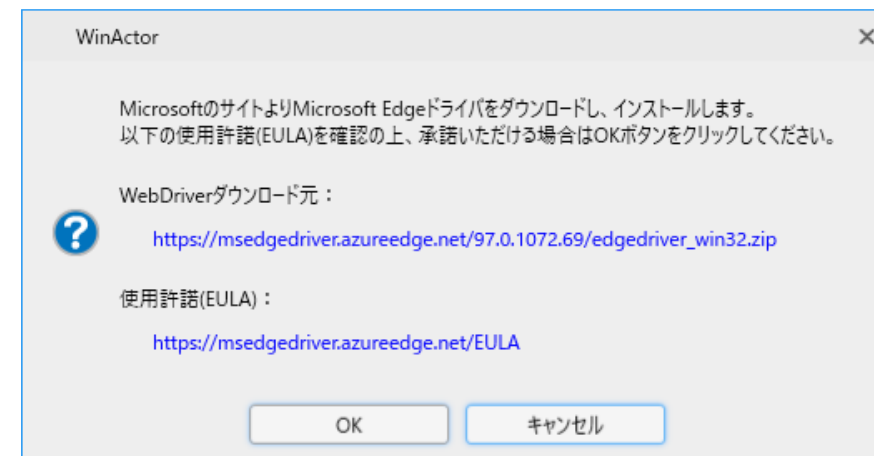 WinActor
MicrosoftのサイトよりMicrosoft Edgeドライバをダウンロードし、インストールします。
以下の使用許諾(EULA)を確認の上、承諾いただける場合はOKボタンをクリックしてください。
WebDriverダウンロード元：
https://msedgedriver.azureedge.net/97.0.1072.69/edgedriver_win32.zip
使用許諾(EULA)：
https://msedgedriver.azureedge.net/EULA
OK
キャンセル